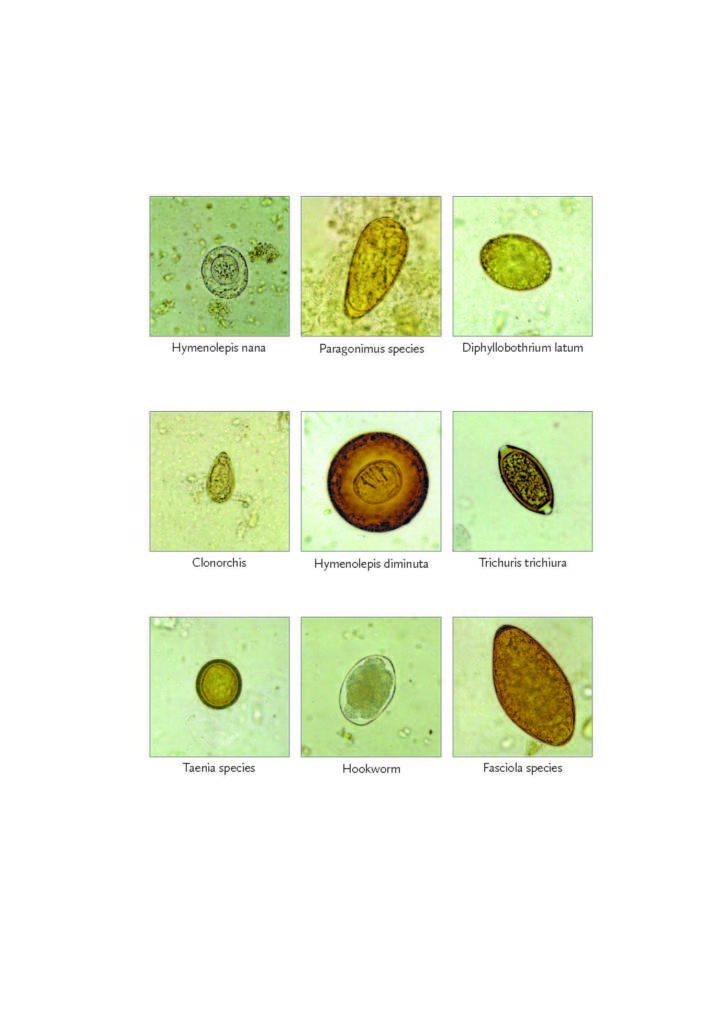 Hymenolepis nana
Paragonimus species
Diphyllobothrium latum
Clonorchis
Hymenolepis diminuta
Trichuris trichiura
Taenia species
Hookworm
Fasciola species